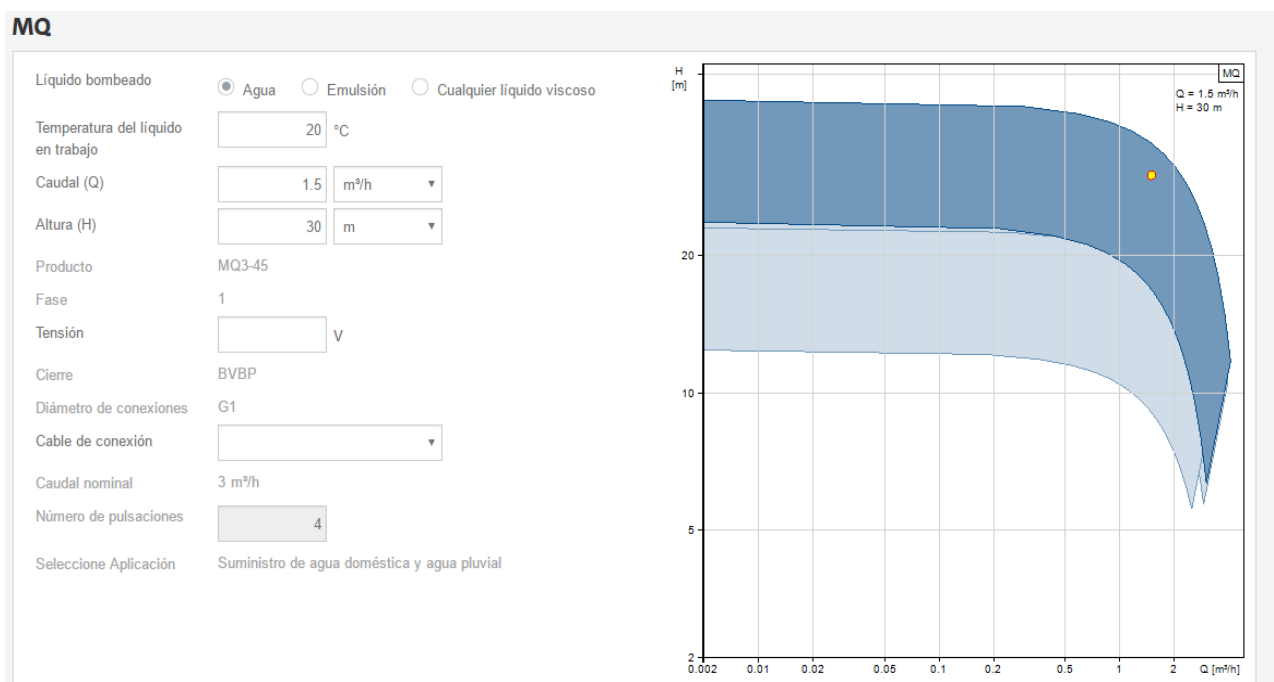 MQ
Líquido bombeado
Agua
Emulsión
Cualquier líquido viscoso
Temperatura del líquido
en trabajo
20 °C
Caudal (Q)
1.5 m³/h
Altura (H)
30 m
Producto MQ3-45
Fase 1
Tensión V
Cierre BVBP
Diámetro de conexiones G1
Cable de conexión
Caudal nominal 3 m³/h
Número de pulsaciones 4
Seleccione Aplicación Suministro de agua doméstica y agua pluvial
H
[m]
MQ
Q = 1.5 m³/h
H = 30 m
20
10
5
2
0.002 0.01 0.02 0.05 0.1 0.2 0.5 1 2 Q [m³/h]